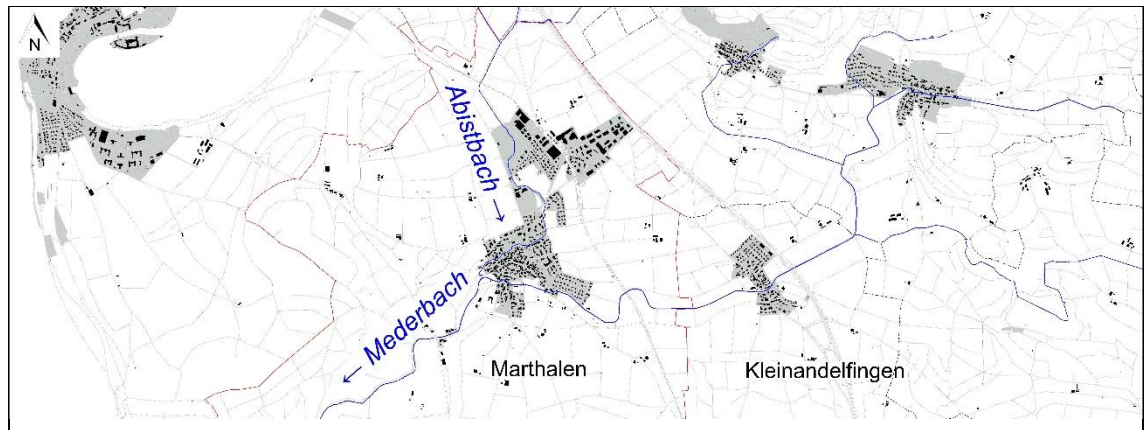 N
Abistbach →
← Mederbach
Marthalen
Kleinandelfingen